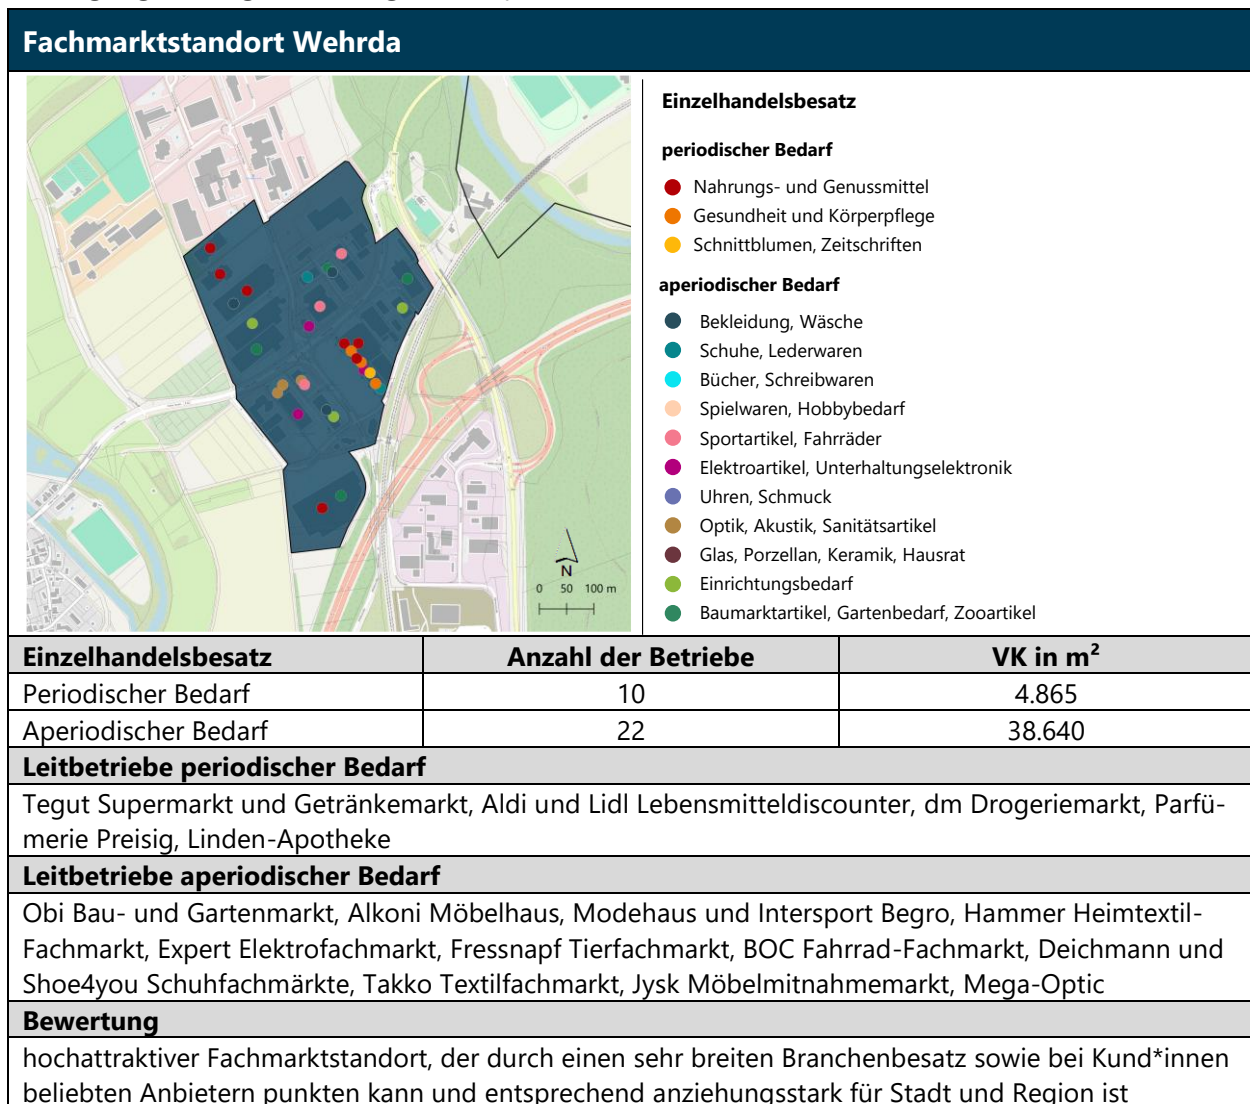 Fachmarktstandort Wehrda
Einzelhandelsbesatz
periodischer Bedarf
Nahrungs- und Genussmittel
Gesundheit und Körperpflege
Schnittblumen, Zeitschriften
aperiodischer Bedarf
Bekleidung, Wäsche
Schuhe, Lederwaren
Bücher, Schreibwaren
Spielwaren, Hobbybedarf
Sportartikel, Fahrräder
Elektroartikel, Unterhaltungselektronik
Uhren, Schmuck
Optik, Akustik, Sanitätsartikel
Glas, Porzellan, Keramik, Hausrat
Einrichtungsbedarf
Baumarktartikel, Gartenbedarf, Zooartikel
N
0 50 100 m
Einzelhandelsbesatz Anzahl der Betriebe VK in m²
Periodischer Bedarf 10 4.865
Aperiodischer Bedarf 22 38.640
Leitbetriebe periodischer Bedarf
Tegut Supermarkt und Getränkemarkt, Aldi und Lidl Lebensmitteldiscounter, dm Drogeriemarkt, Parfü-
merie Preisig, Linden-Apotheke
Leitbetriebe aperiodischer Bedarf
Obi Bau- und Gartenmarkt, Alkoni Möbelhaus, Modehaus und Intersport Begro, Hammer Heimtextil-
Fachmarkt, Expert Elektrofachmarkt, Fressnapf Tierfachmarkt, BOC Fahrrad-Fachmarkt, Deichmann und
Shoe4you Schuhfachmärkte, Takko Textilfachmarkt, Jysk Möbelmitnahmemarkt, Mega-Optic
Bewertung
hochattraktiver Fachmarktstandort, der durch einen sehr breiten Branchenbesatz sowie bei Kund*innen
beliebten Anbietern punkten kann und entsprechend anziehungsstark für Stadt und Region ist